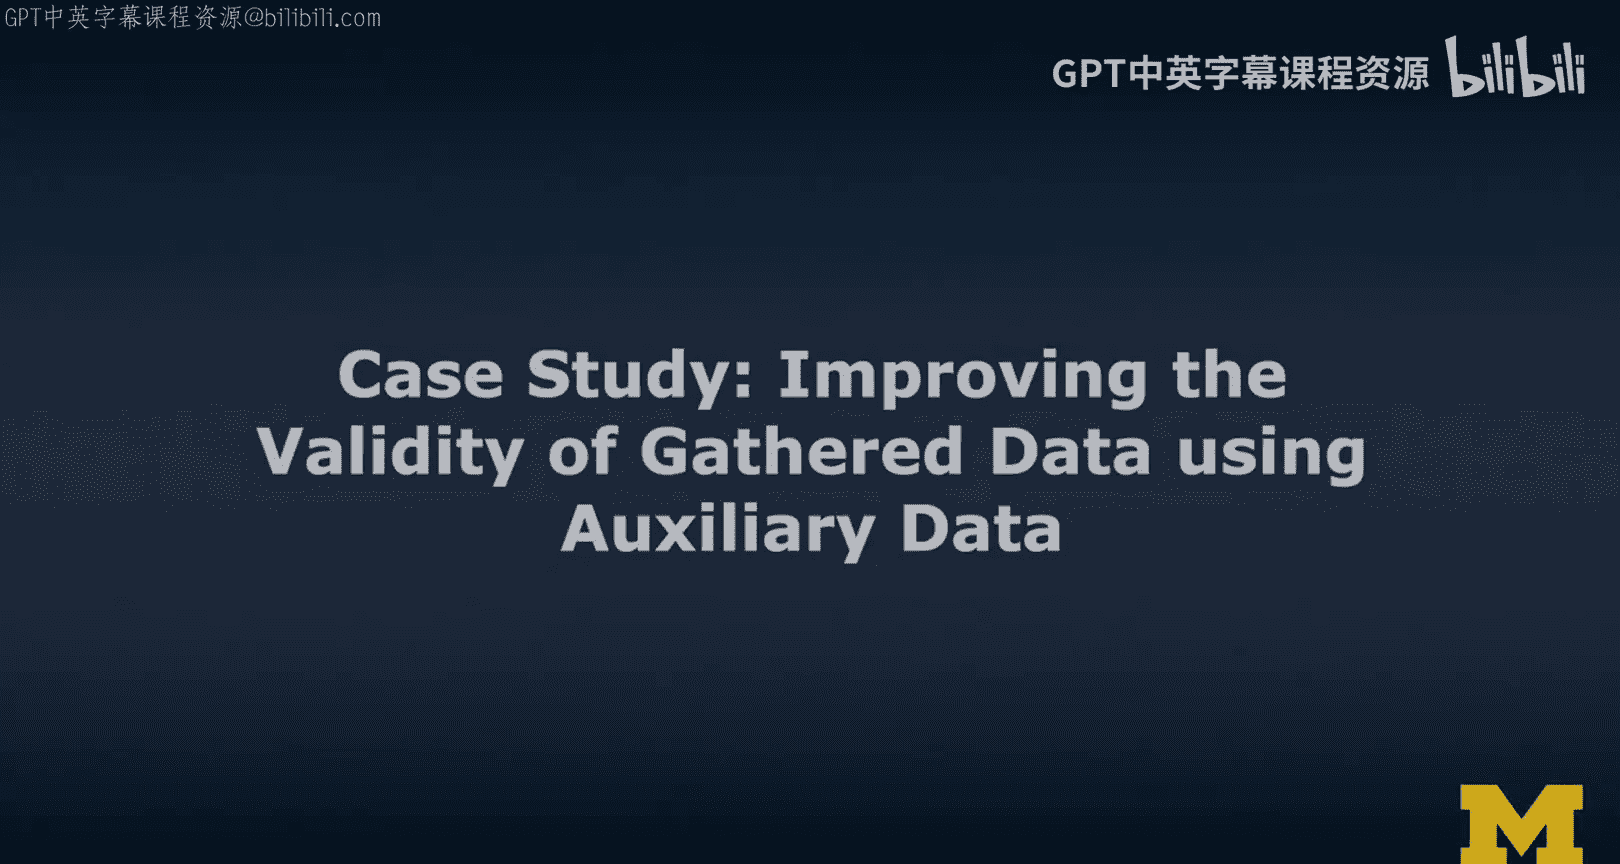 GPT中英字幕课程资源@bilibili.com
GPT中英字幕课程资源 bilibili
Case Study: Improving the
Validity of Gathered Data using
Auxiliary Data
M